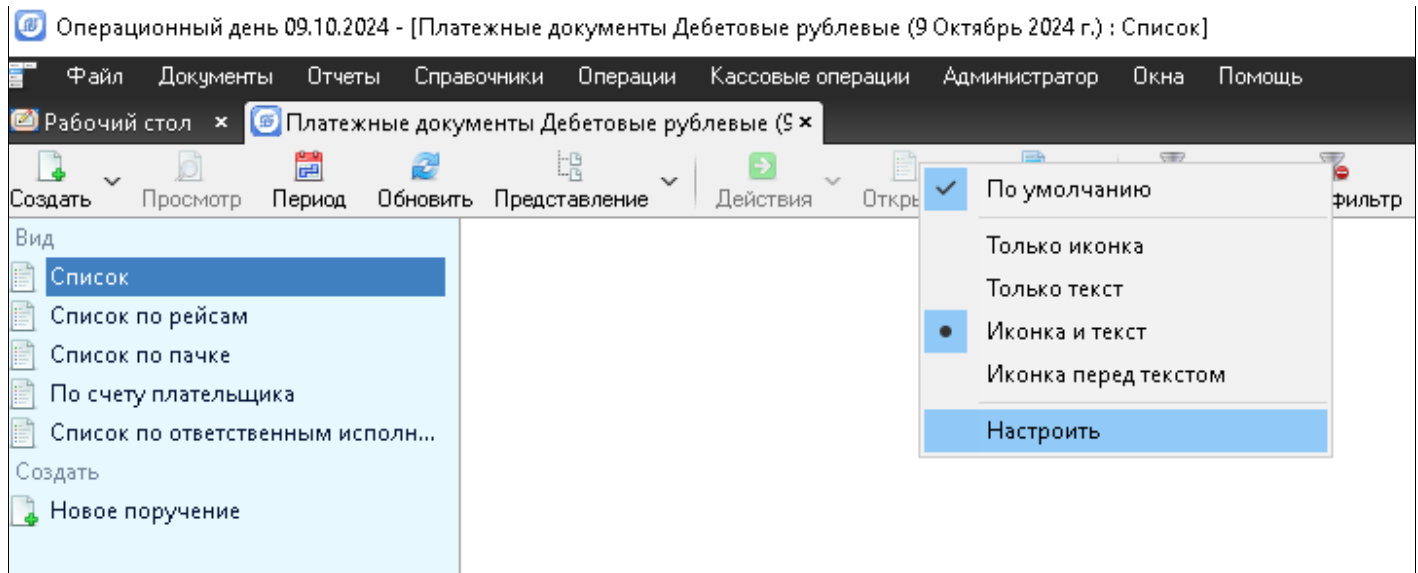 Операционный день 09.10.2024 - [Платежные документы Дебетовые рублевые (9 Октябрь 2024 г.) : Список]
Файл Документы Отчеты Справочники Операции Кассовые операции Администратор Окна Помощь
Рабочий стол × Платежные документы Дебетовые рублевые (9 ×
Создать Просмотр Период Обновить Представление Действия фильтр
По умолчанию
Только иконка
Только текст
Иконка и текст
Иконка перед текстом
Настроить
Вид
Список
Список по рейсам
Список по пачке
По счету плательщика
Список по ответственным исполн...
Создать
Новое поручение